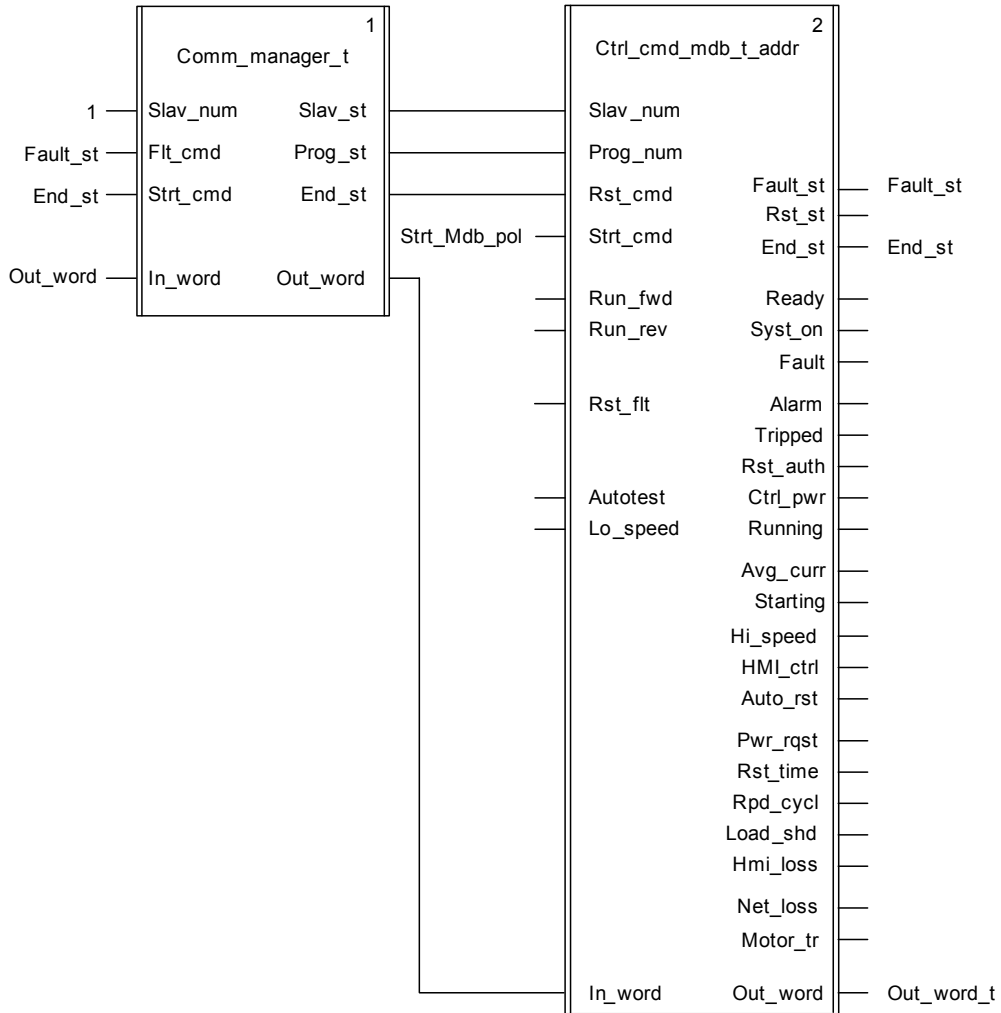 1
Comm_manager_t
1 Slav_num Slav_st
Fault_st Flt_cmd Prog_st
End_st Strt_cmd End_st
Out_word In_word Out_word
2
Ctrl_cmd_mdb_t_addr
Slav_num
Prog_num
Rst_cmd Fault_st Fault_st
Rst_st
Strt_Mdb_pol Strt_cmd End_st End_st
Run_fwd Ready
Run_rev Syst_on
Fault
Rst_flt Alarm
Tripped
Rst_auth
Autotest Ctrl_pwr
Lo_speed Running
Avg_curr
Starting
Hi_speed
HMI_ctrl
Auto_rst
Pwr_rqst
Rst_time
Rpd_cycl
Load_shd
Hmi_loss
Net_loss
Motor_tr
In_word Out_word Out_word_t